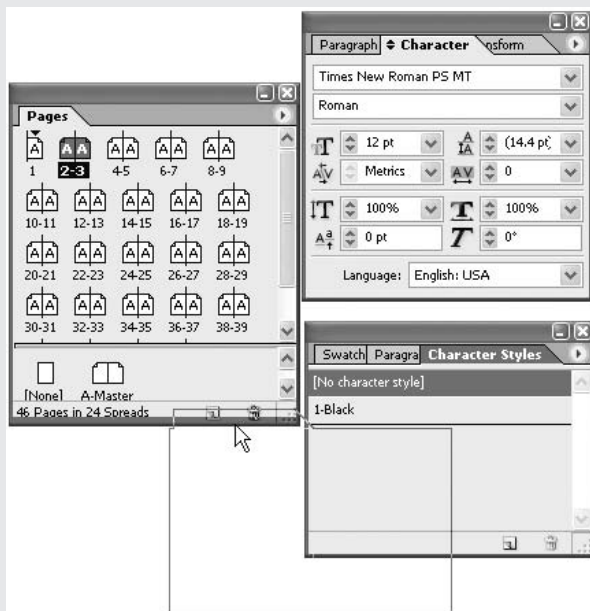 Pages
1 2-3 4-5 6-7 8-9
10-11 12-13 14-15 16-17 18-19
20-21 22-23 24-25 26-27 28-29
30-31 32-33 34-35 36-37 38-39
[None] A-Master
46 Pages in 24 Spreads
Paragraph Character nsform
Times New Roman PS MT
Roman
12 pt (14.4 pt)
Metrics 0
100% 100%
0 pt 0°
Language: English: USA
Swatch Paragra Character Styles
[No character style]
1-Black